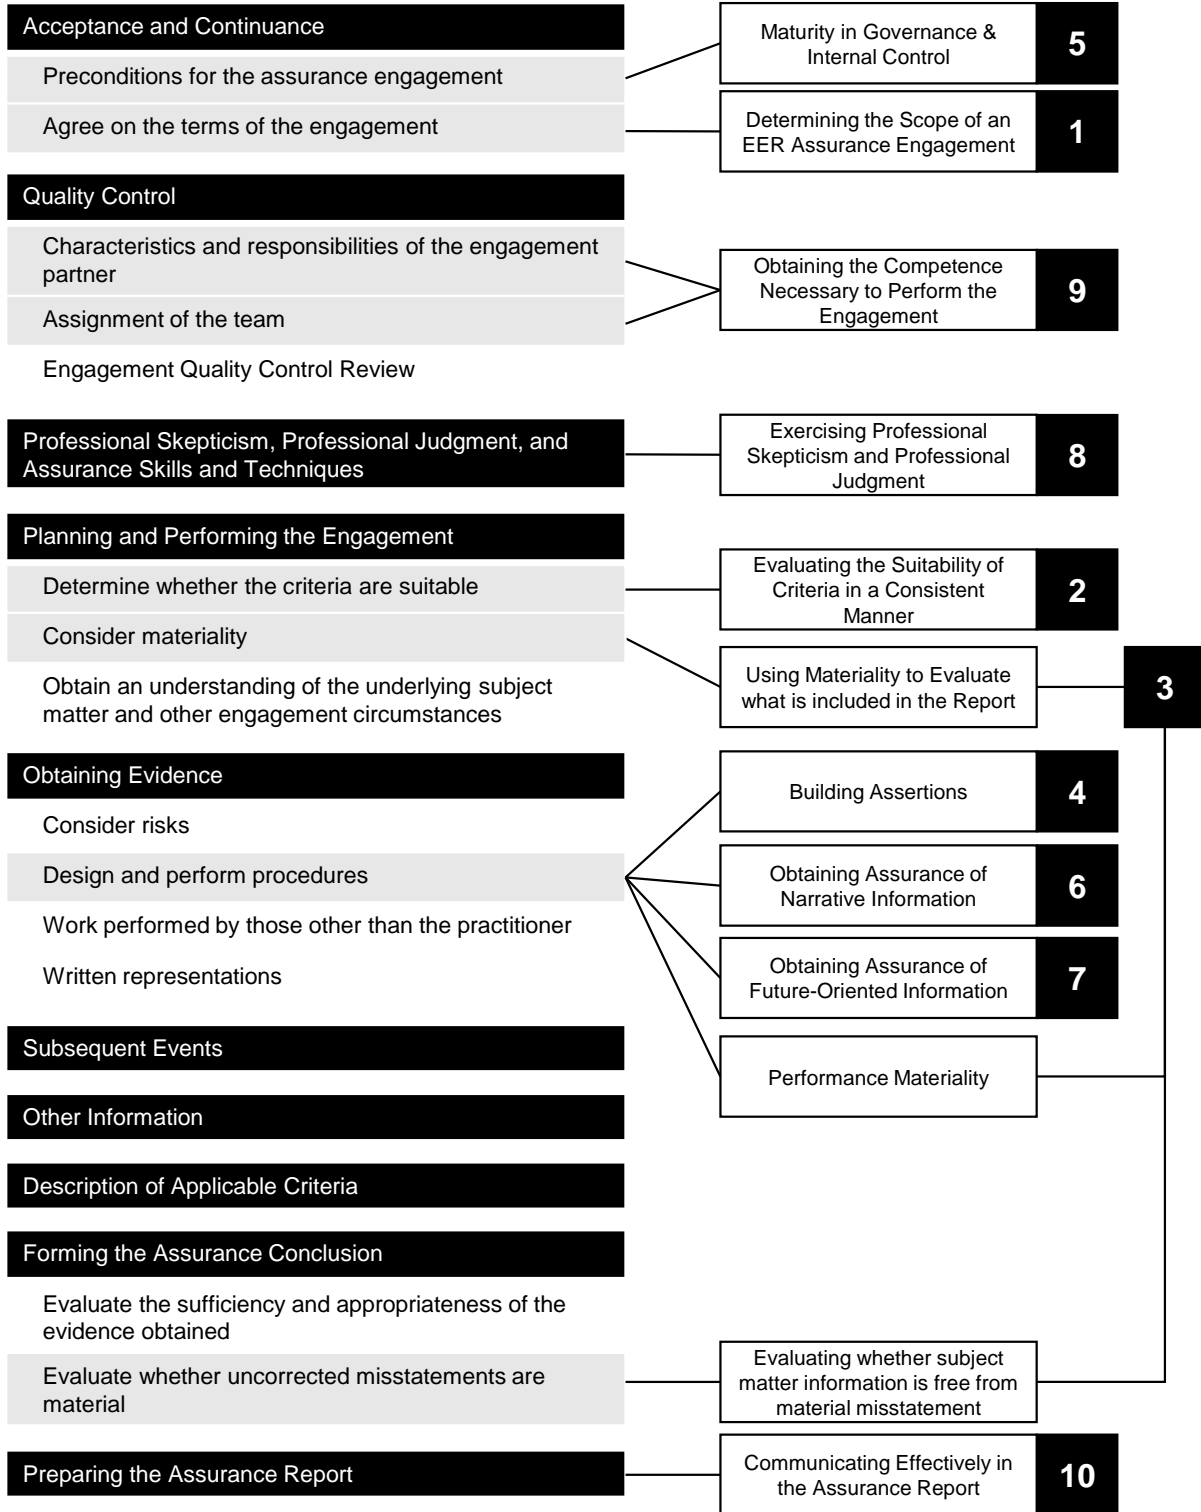 Acceptance and Continuance
Preconditions for the assurance engagement
Agree on the terms of the engagement
Maturity in Governance &
Internal Control
5
Determining the Scope of an
EER Assurance Engagement
1
Quality Control
Characteristics and responsibilities of the engagement
partner
Assignment of the team
Engagement Quality Control Review
Obtaining the Competence
Necessary to Perform the
Engagement
9
Professional Skepticism, Professional Judgment, and
Assurance Skills and Techniques
Exercising Professional
Skepticism and Professional
Judgment
8
Planning and Performing the Engagement
Determine whether the criteria are suitable
Consider materiality
Obtain an understanding of the underlying subject
matter and other engagement circumstances
Evaluating the Suitability of
Criteria in a Consistent
Manner
2
Using Materiality to Evaluate
what is included in the Report
3
Obtaining Evidence
Consider risks
Design and perform procedures
Work performed by those other than the practitioner
Written representations
Building Assertions
4
Obtaining Assurance of
Narrative Information
6
Obtaining Assurance of
Future-Oriented Information
7
Performance Materiality
Subsequent Events
Other Information
Description of Applicable Criteria
Forming the Assurance Conclusion
Evaluate the sufficiency and appropriateness of the
evidence obtained
Evaluate whether uncorrected misstatements are
material
Evaluating whether subject
matter information is free from
material misstatement
Preparing the Assurance Report
Communicating Effectively in
the Assurance Report
10